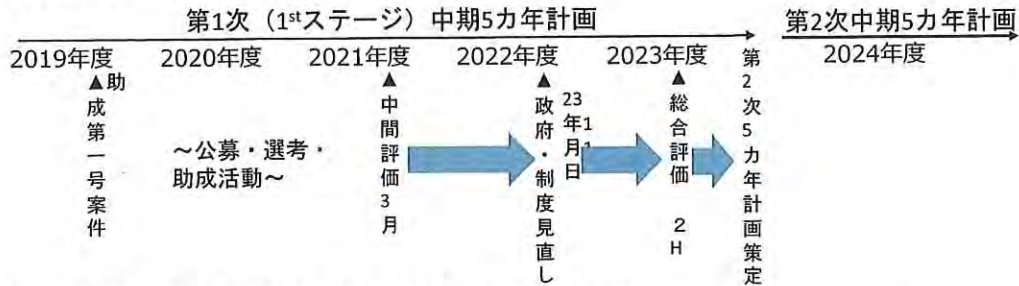 第1次（1stステージ）中期5カ年計画
第2次中期5カ年計画
2019年度
2020年度
2021年度
2022年度
2023年度
2024年度
▲助成第一号案件
～公募・選考・
助成活動～
▲中間評価3月
▲政府・制度見直し
23年1月1日
▲総合評価 2H
第2次5カ年計画策定